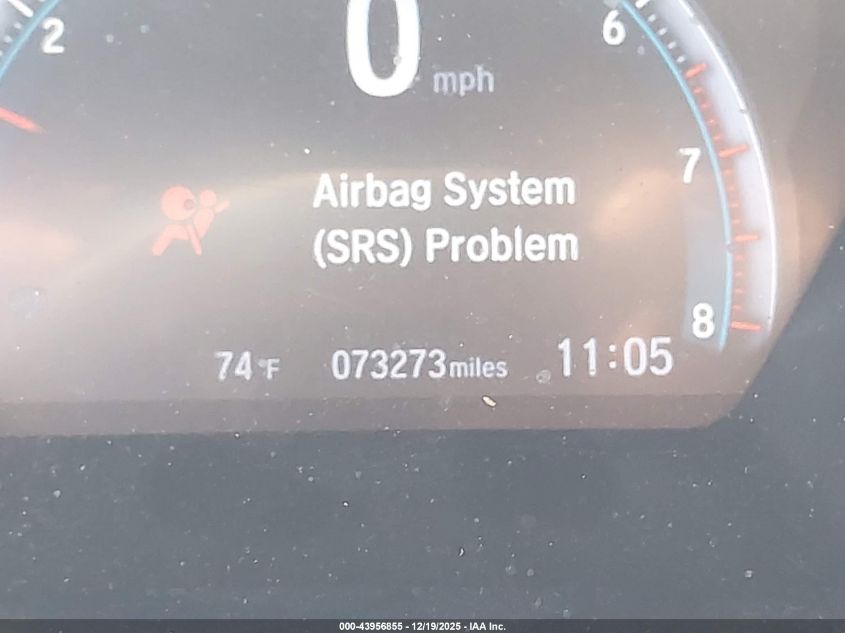 2
0 mph
6
7
Airbag System
(SRS) Problem
8
74°F 073273 miles 11:05
000-43956855 - 12/19/2025 - IAA Inc.